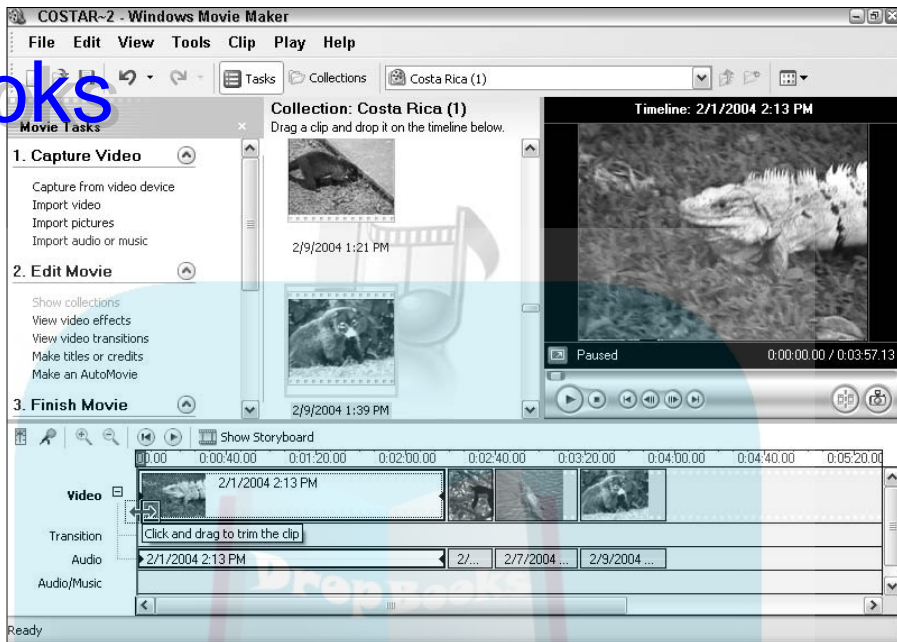 COSTAR~2 - Windows Movie Maker
File Edit View Tools Clip Play Help
Tasks Collections Costa Rica (1)
oks
Movie Tasks
1. Capture Video
Capture from video device
Import video
Import pictures
Import audio or music
2. Edit Movie
Show collections
View video effects
View video transitions
Make titles or credits
Make an AutoMovie
3. Finish Movie
Collection: Costa Rica (1)
Drag a clip and drop it on the timeline below.
2/9/2004 1:21 PM
2/9/2004 1:39 PM
Timeline: 2/1/2004 2:13 PM
Paused 0:00:00.00 / 0:03:57.13
Show Storyboard
00.00 0:00:40.00 0:01:20.00 0:02:00.00 0:02:40.00 0:03:20.00 0:04:00.00 0:04:40.00 0:05:20.00
Video 2/1/2004 2:13 PM
Click and drag to trim the clip
Transition
Audio 2/1/2004 2:13 PM 2/... 2/7/2004 ... 2/9/2004 ...
Audio/Music
DropBooks
Ready